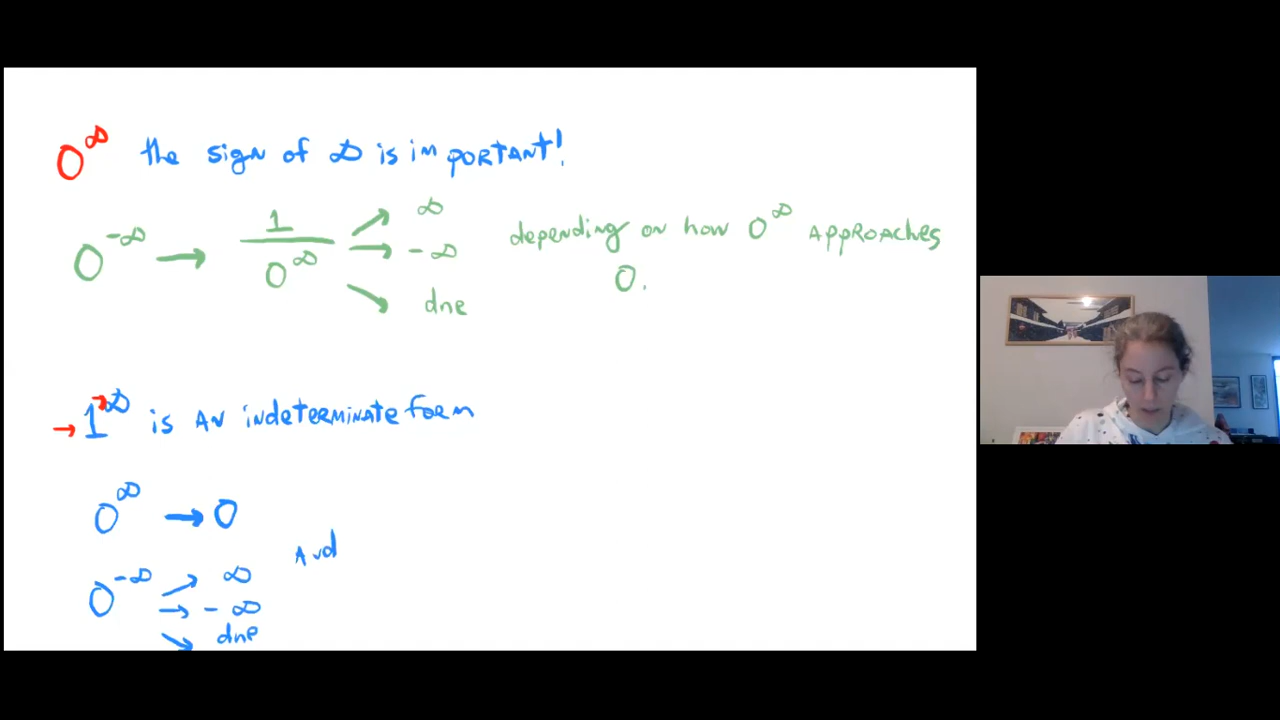 0^∞ the sign of ∞ is important!
0^-∞ → 1/0^∞ ↗ ∞ → -∞ ↘ dne depending on how 0^∞ approaches 0.
→ 1^→∞ is an indeterminate form
0^∞ → 0
And
0^-∞ ↗ ∞ → -∞ ↘ dne